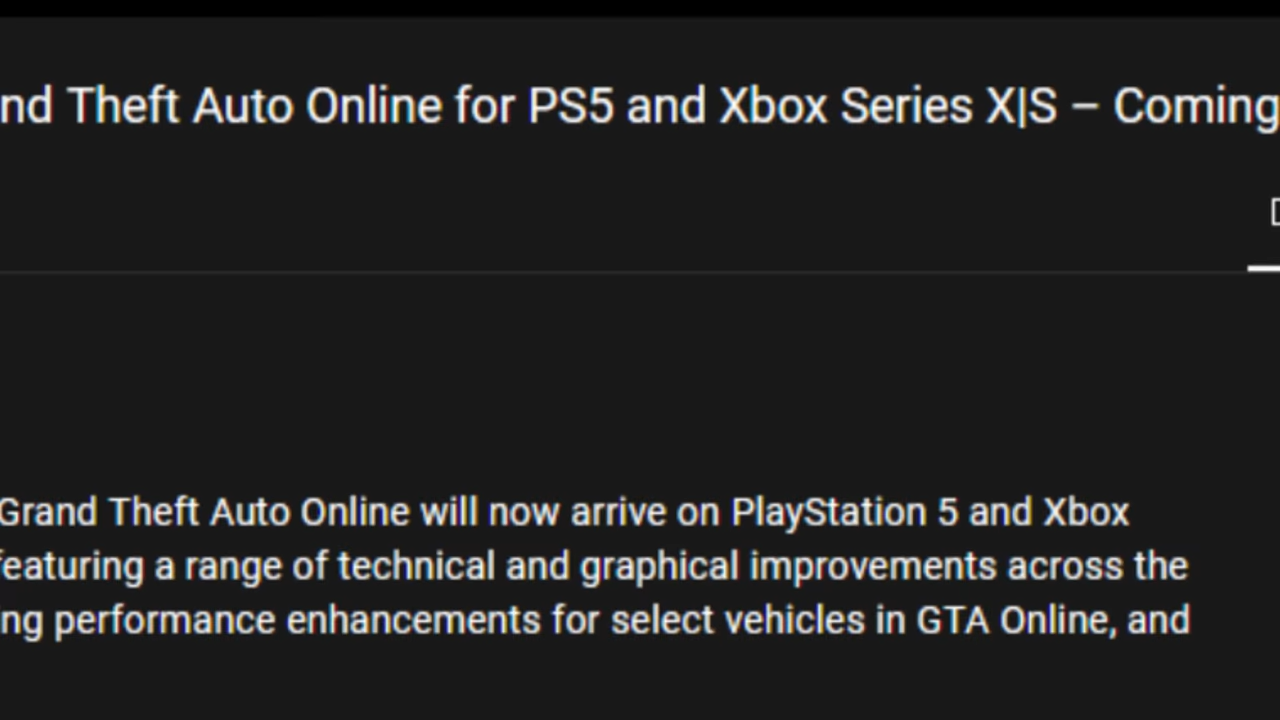 nd Theft Auto Online for PS5 and Xbox Series X|S – Coming
Grand Theft Auto Online will now arrive on PlayStation 5 and Xbox
featuring a range of technical and graphical improvements across the
ng performance enhancements for select vehicles in GTA Online, and